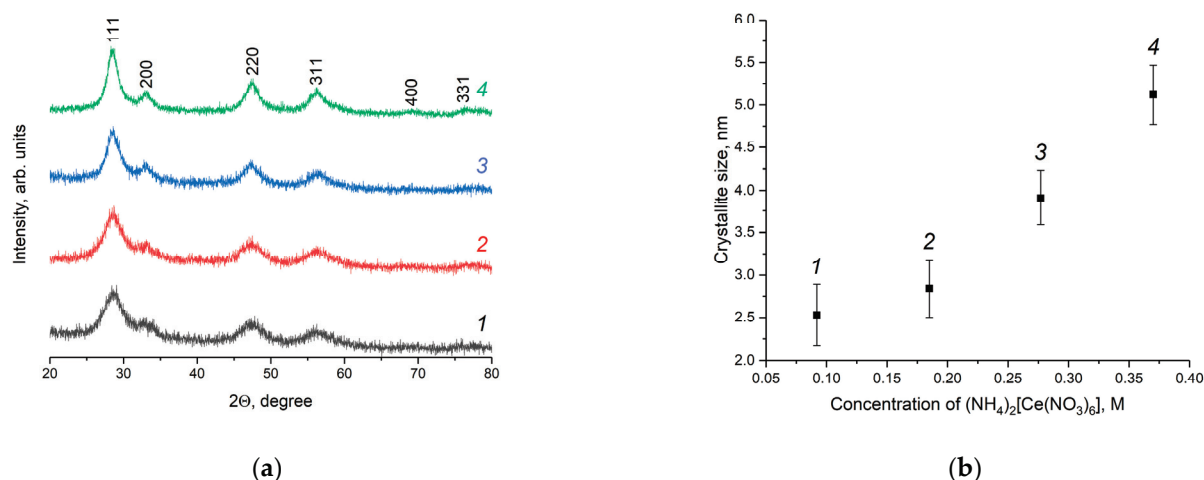 111
200
220
311
400
331
4
3
2
1
Intensity, arb. units
20 30 40 50 60 70 80
2Θ, degree
(a)
6.0
5.5
5.0
4.5
4.0
3.5
3.0
2.5
2.0
Crystallite size, nm
1
2
3
4
0.05 0.10 0.15 0.20 0.25 0.30 0.35 0.40
Concentration of (NH₄)₂[Ce(NO₃)₆], M
(b)